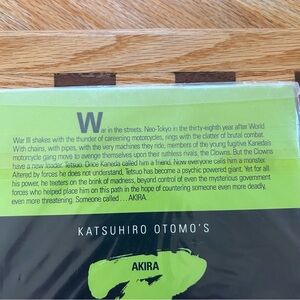 War in the streets. Neo-Tokyo in the thirty-eighth year after World
War III shakes with the thunder of careening motorcycles, rings with the clatter of brutal combat.
With chains, with pipes, with the very machines they ride, members of the young fugitive Kaneda's
motorcycle gang move to avenge themselves upon their ruthless rivals, the Clowns. But the Clowns
have a new leader: Tetsuo. Once Kaneda called him a friend. Now everyone calls him a monster.
Altered by forces he does not understand, Tetsuo has become a psychic powered giant. Yet for all
his power, he teeters on the brink of madness, beyond control of even the mysterious government
forces who helped place him on this path in the hope of countering someone even more deadly,
even more threatening. Someone called . . . AKIRA.
KATSUHIRO OTOMO'S
AKIRA